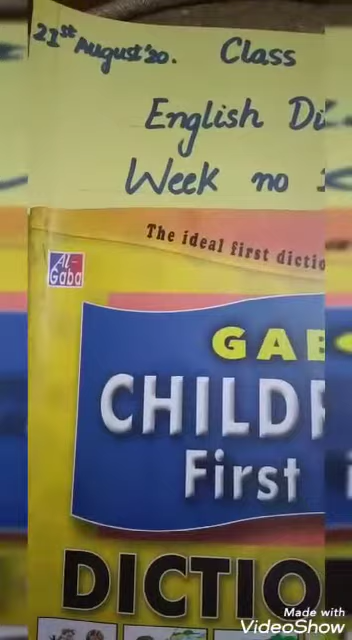 21st August'20. Class
English Di
Week no
The ideal first dictio
Al-
Gaba
GAB
CHILDR
First
DICTIO
Made with
VideoShow